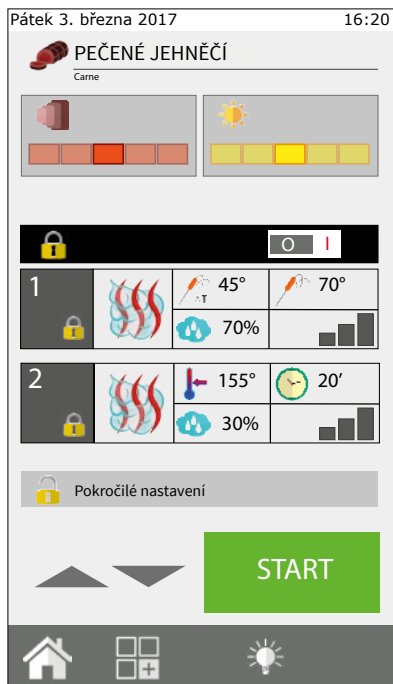 Pátek 3. března 2017 16:20
PEČENÉ JEHNĚČÍ
Carne
O I
1 45° 70°
T
70%
2 155° 20′
30%
Pokročilé nastavení
START